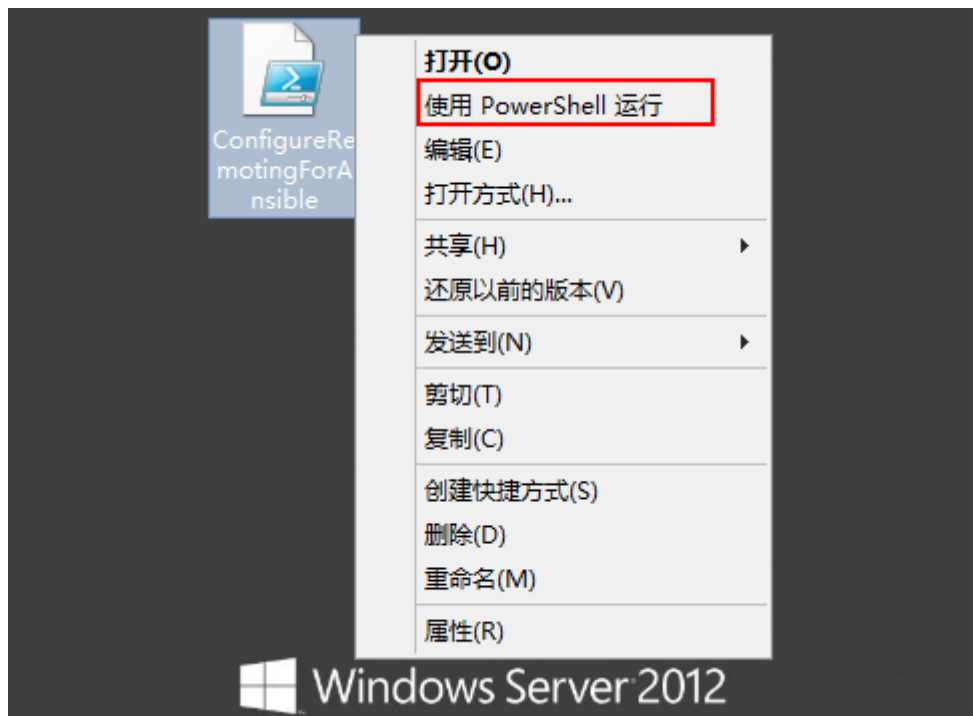 ConfigureRe
motingForA
nsible
打开(O)
使用 PowerShell 运行
编辑(E)
打开方式(H)...
共享(H)
还原以前的版本(V)
发送到(N)
剪切(T)
复制(C)
创建快捷方式(S)
删除(D)
重命名(M)
属性(R)
Windows Server 2012